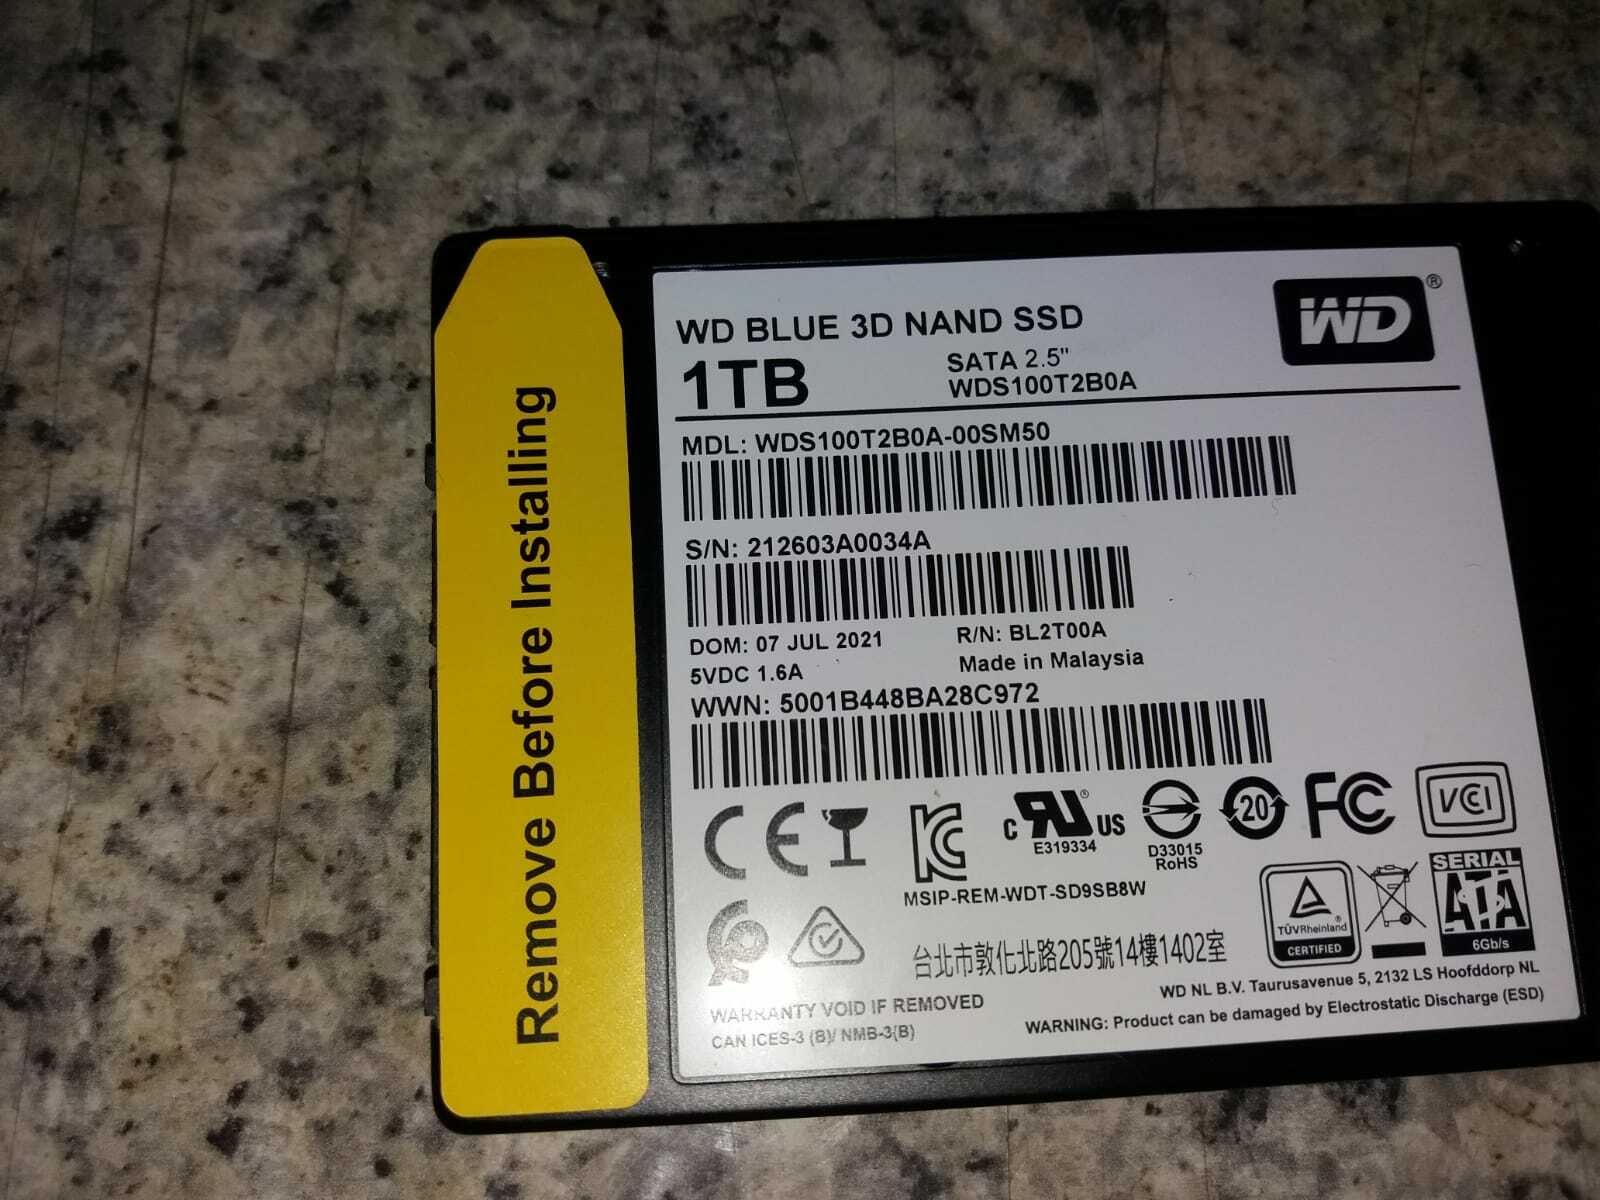 Remove Before Installing
WD BLUE 3D NAND SSD
WD®
1TB
SATA 2.5"
WDS100T2B0A
MDL: WDS100T2B0A-00SM50
S/N: 212603A0034A
DOM: 07 JUL 2021
R/N: BL2T00A
5VDC 1.6A
Made in Malaysia
WWN: 5001B448BA28C972
CE
KC
c RU® US
E319334
D33015
RoHS
20
FC
VCI
MSIP-REM-WDT-SD9SB8W
TÜVRheinland®
CERTIFIED
SERIAL
ATA
6Gb/s
台北市敦化北路205號14樓1402室
WD NL B.V. Taurusavenue 5, 2132 LS Hoofddorp NL
WARRANTY VOID IF REMOVED
CAN ICES-3 (B)/ NMB-3(B)
WARNING: Product can be damaged by Electrostatic Discharge (ESD)